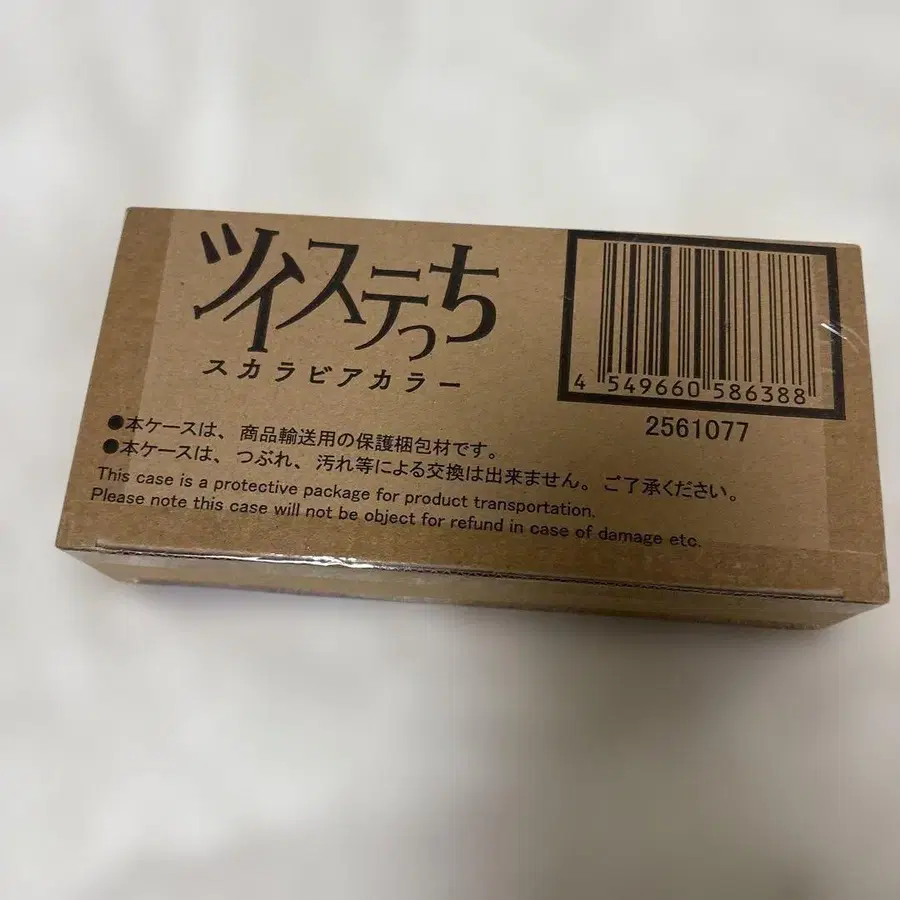 ツイステっち
スカラビアカラー
4 549660 586388
2561077
●本ケースは、商品輸送用の保護梱包材です。
●本ケースは、つぶれ、汚れ等による交換は出来ません。ご了承ください。
This case is a protective package for product transportation.
Please note this case will not be object for refund in case of damage etc.